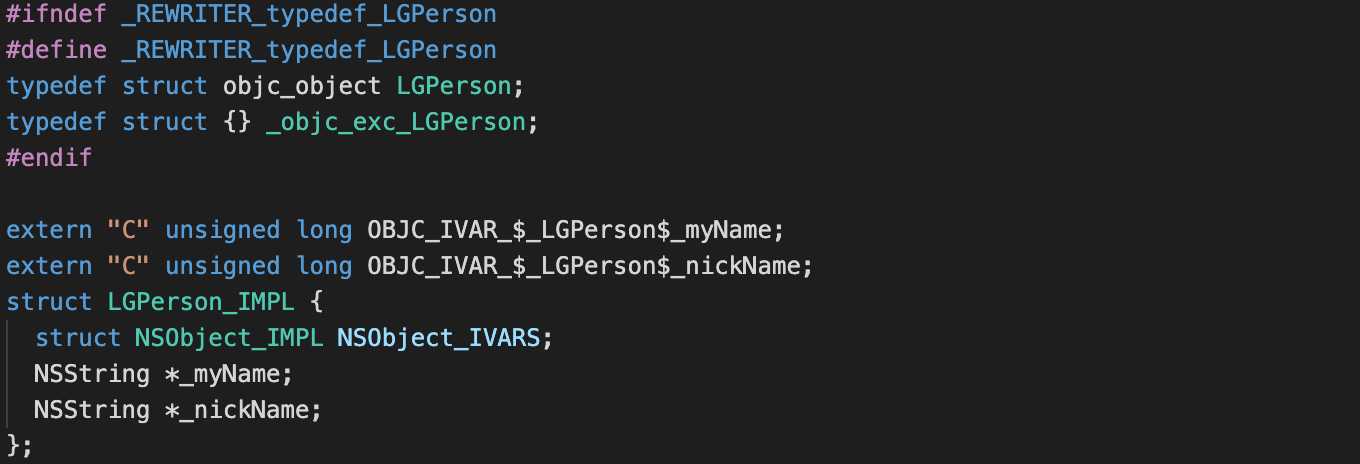 #ifndef _REWRITER_typedef_LGPerson
#define _REWRITER_typedef_LGPerson
typedef struct objc_object LGPerson;
typedef struct {} _objc_exc_LGPerson;
#endif

extern "C" unsigned long OBJC_IVAR_$_LGPerson$_myName;
extern "C" unsigned long OBJC_IVAR_$_LGPerson$_nickName;
struct LGPerson_IMPL {
  struct NSObject_IMPL NSObject_IVARS;
  NSString *_myName;
  NSString *_nickName;
};